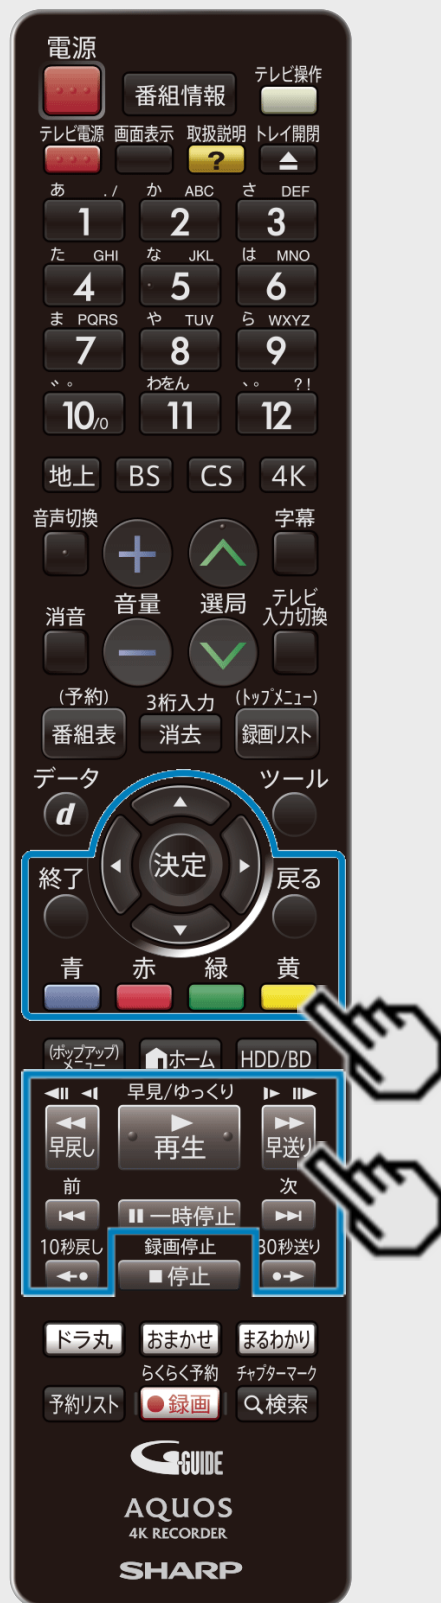 電源
番組情報
テレビ操作
テレビ電源 画面表示 取扱説明 トレイ開閉
?
あ ./ か ABC さ DEF
1 2 3
た GHI な JKL は MNO
4 5 6
ま PQRS や TUV ら WXYZ
7 8 9
゛゜ わをん 、。 ?!
10/0 11 12
地上 BS CS 4K
音声切換 字幕
+
消音 音量 選局 テレビ
入力切換
−
(予約) 3桁入力 (トップメニュー)
番組表 消去 録画リスト
データ ツール
d
決定
終了 戻る
青 赤 緑 黄
(ポップアップ)
メニュー ホーム HDD/BD
早見/ゆっくり
早戻し 再生 早送り
前 次
一時停止
10秒戻し 録画停止 30秒送り
停止
ドラ丸 おまかせ まるわかり
らくらく予約 チャプターマーク
予約リスト 録画 検索
G-GUIDE
AQUOS
4K RECORDER
SHARP